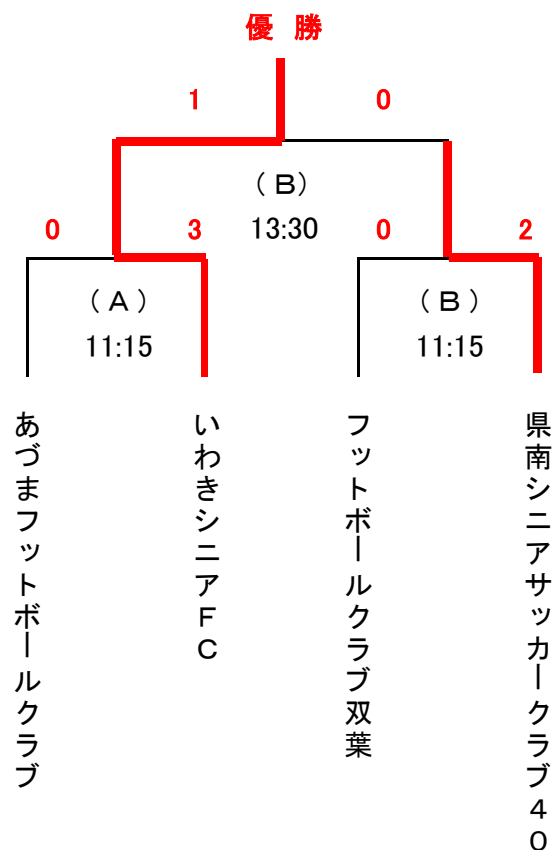 優 勝
1 0
（Ｂ）
13:30
0 3 0 2
（Ａ） （Ｂ）
11:15 11:15
あづまフットボールクラブ
いわきシニアＦＣ
フットボールクラブ双葉
県南シニアサッカークラブ４０